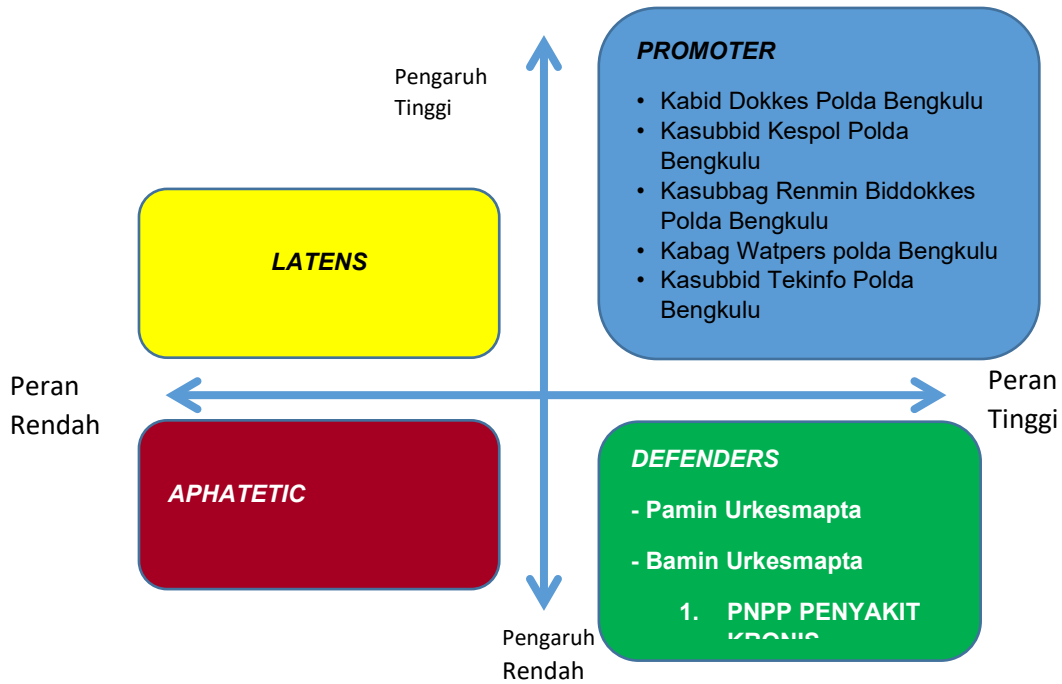 Pengaruh
Tinggi
PROMOTER
• Kabid Dokkes Polda Bengkulu
• Kasubbid Kespol Polda
Bengkulu
• Kasubbag Renmin Biddokkes
Polda Bengkulu
• Kabag Watpers polda Bengkulu
• Kasubbid Tekinfo Polda
Bengkulu
LATENS
Peran
Rendah
Peran
Tinggi
APHATETIC
DEFENDERS
- Pamin Urkesmapta
- Bamin Urkesmapta
1. PNPP PENYAKIT
KRONIS
Pengaruh
Rendah